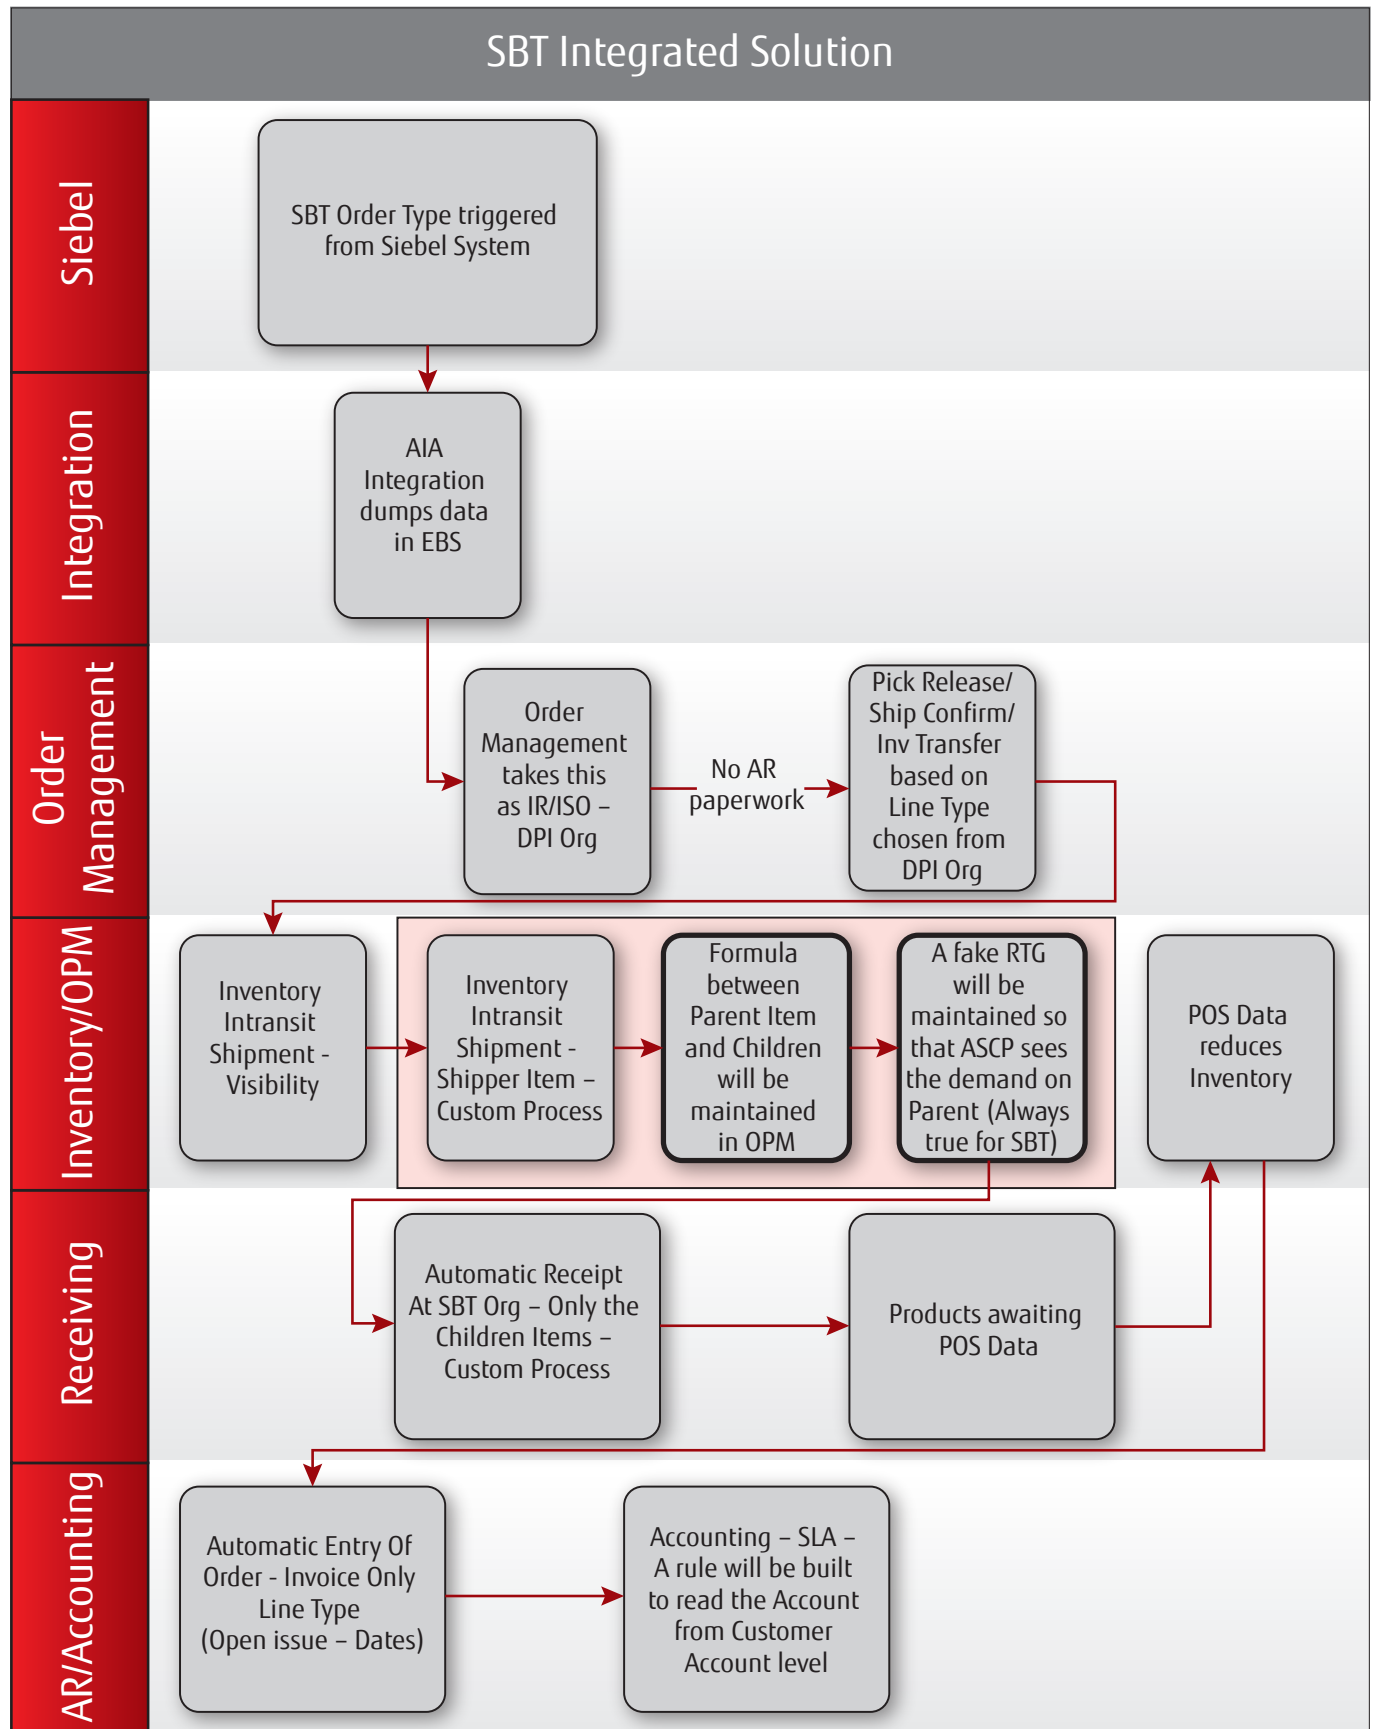 SBT Integrated Solution
Siebel
SBT Order Type triggered
from Siebel System
Integration
AIA
Integration
dumps data
in EBS
Order
Management
Order
Management
takes this
as IR/ISO –
DPI Org
No AR
paperwork
Pick Release/
Ship Confirm/
Inv Transfer
based on
Line Type
chosen from
DPI Org
Inventory/OPM
Inventory
Intransit
Shipment -
Visibility
Inventory
Intransit
Shipment -
Shipper Item –
Custom Process
Formula
between
Parent Item
and Children
will be
maintained
in OPM
A fake RTG
will be
maintained so
that ASCP sees
the demand on
Parent (Always
true for SBT)
POS Data
reduces
Inventory
Receiving
Automatic Receipt
At SBT Org – Only the
Children Items –
Custom Process
Products awaiting
POS Data
AR/Accounting
Automatic Entry Of
Order - Invoice Only
Line Type
(Open issue – Dates)
Accounting – SLA –
A rule will be built
to read the Account
from Customer
Account level